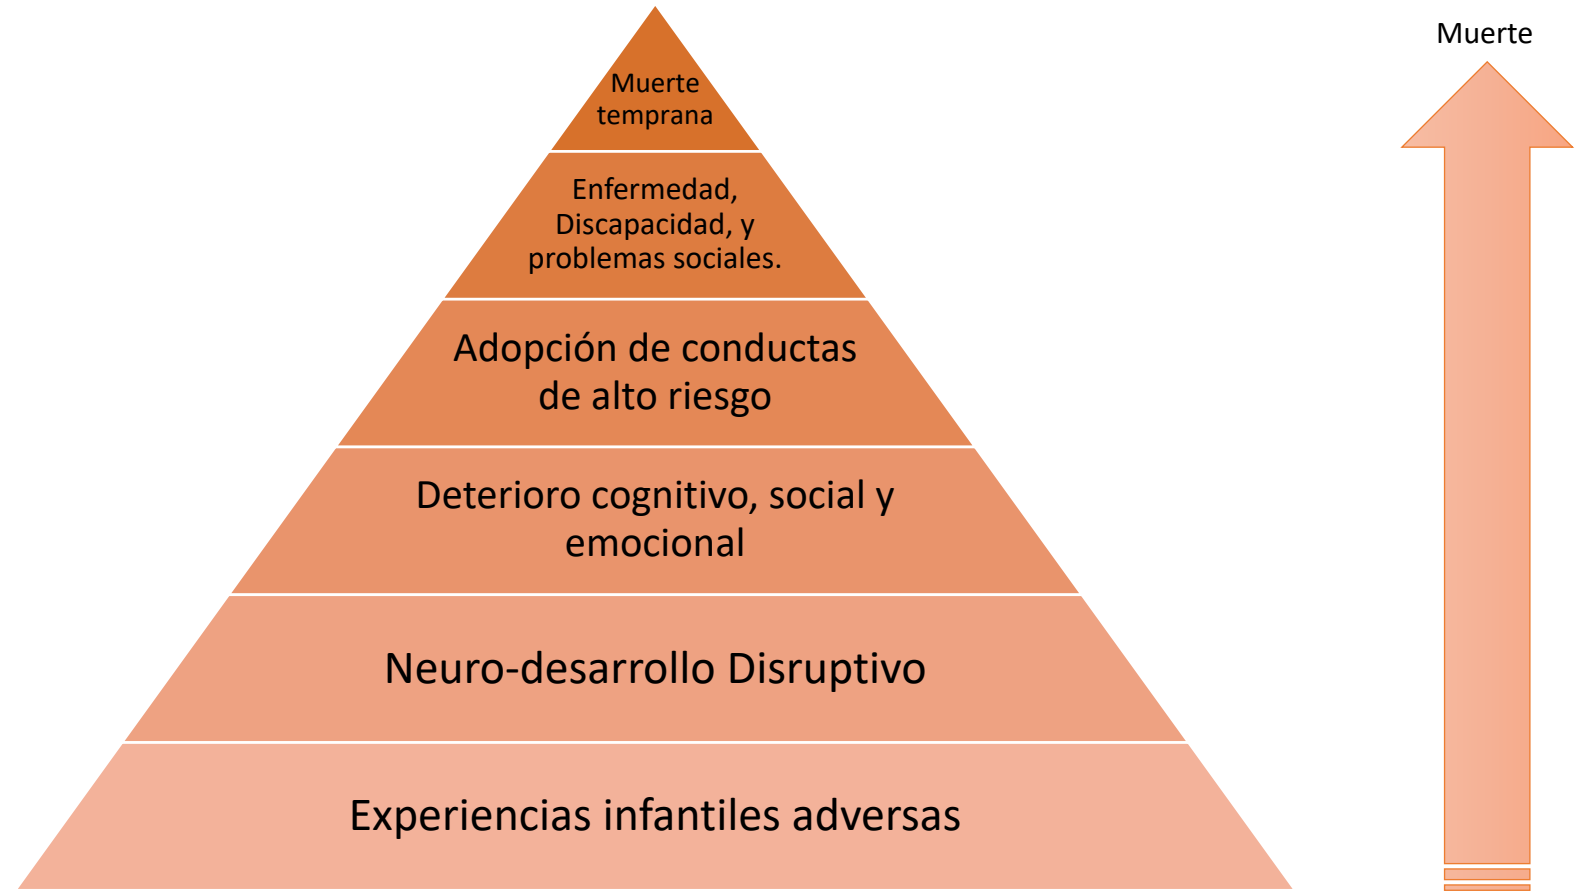 Muerte
Muerte
temprana
Enfermedad,
Discapacidad, y
problemas sociales.
Adopción de conductas
de alto riesgo
Deterioro cognitivo, social y
emocional
Neuro-desarrollo Disruptivo
Experiencias infantiles adversas